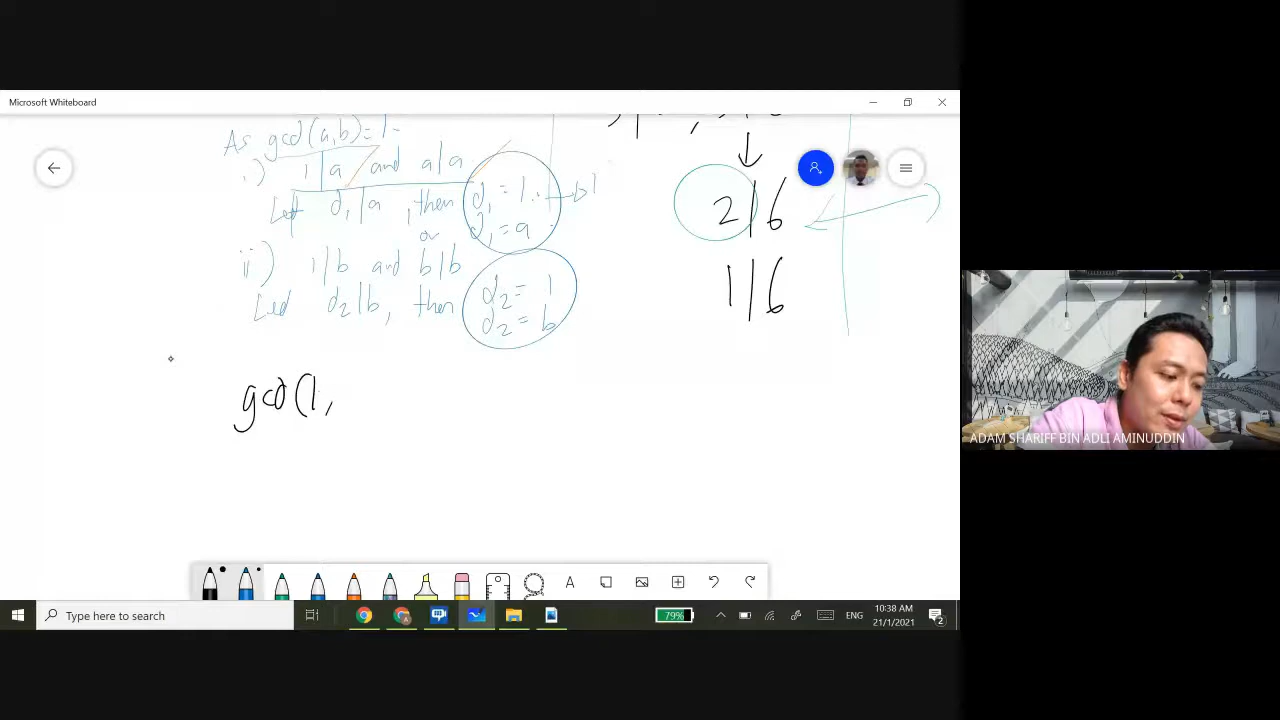 Microsoft Whiteboard
As gcd(a,b)=1
i.) 1|a and a|a
Let d₁|a, then d₁ = 1
or d₁ = a
ii) 1|b and b|b
Let d₂|b, then d₂ = 1
d₂ = b
2|6
1|6
gcd(1,
ADAM SHARIFF BIN ADLI AMINUDDIN
A
Type here to search
79%
ENG
10:38 AM
21/1/2021
2